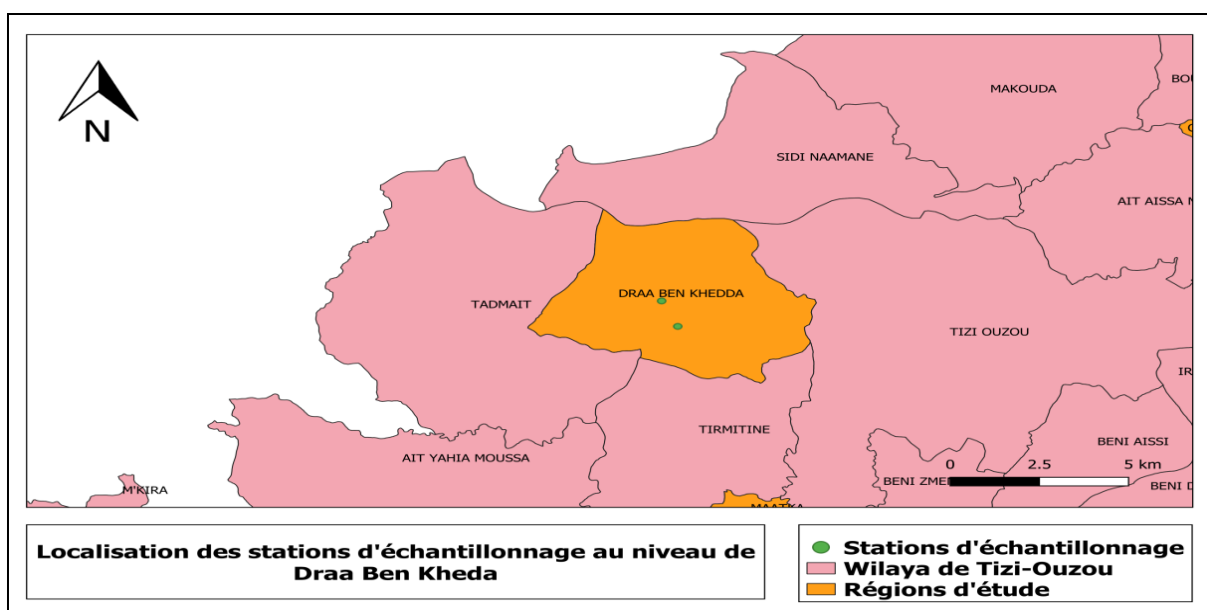 N
MAKOUDA
BOU
SIDI NAAMANE
AIT AISSA M
DRAA BEN KHEDDA
TADMAIT
TIZI OUZOU
IR
TIRMITINE
BENI AISSI
AIT YAHIA MOUSSA
0 2.5 5 km
M'KIRA
BENI ZME
BENI D
MAATKA
Localisation des stations d'échantillonnage au niveau de
Draa Ben Kheda
Stations d'échantillonnage
Wilaya de Tizi-Ouzou
Régions d'étude